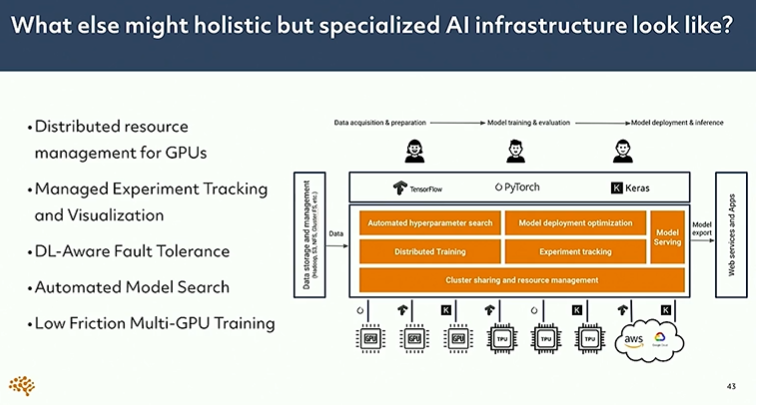 What else might holistic but specialized AI infrastructure look like?
•Distributed resource
management for GPUs
•Managed Experiment Tracking
and Visualization
•DL-Aware Fault Tolerance
•Automated Model Search
•Low Friction Multi-GPU Training
Data acquisition & preparation
Model training & evaluation
Model deployment & inference
Data storage and management
(Hadoop, S3, NFS, Cluster FS, etc.)
Data
TensorFlow
PyTorch
K Keras
Automated hyperparameter search
Model deployment optimization
Distributed Training
Experiment tracking
Model
Serving
Cluster sharing and resource management
Model
export
Web services and Apps
K
K
K
GPU
GPU
GPU
TPU
TPU
TPU
aws
Google Cloud
43